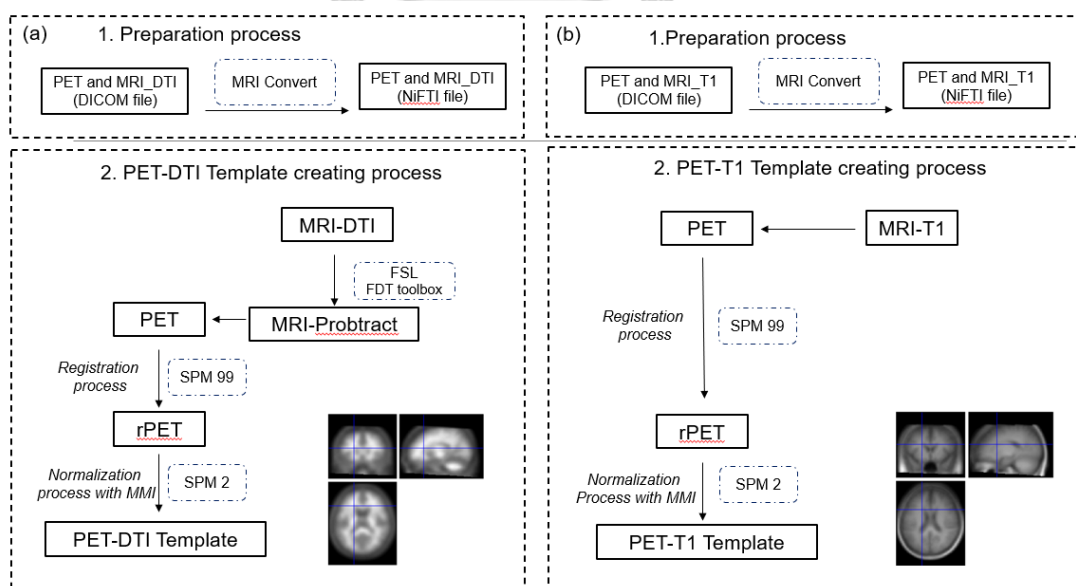 (a)
1. Preparation process
PET and MRI_DTI
(DICOM file)
MRI Convert
PET and MRI_DTI
(NiFTI file)
2. PET-DTI Template creating process
MRI-DTI
FSL
FDT toolbox
PET
MRI-Probtract
Registration
process
SPM 99
rPET
Normalization
process with MMI
SPM 2
PET-DTI Template
(b)
1.Preparation process
PET and MRI_T1
(DICOM file)
MRI Convert
PET and MRI_T1
(NiFTI file)
2. PET-T1 Template creating process
PET
MRI-T1
Registration
process
SPM 99
rPET
Normalization
Process with MMI
SPM 2
PET-T1 Template